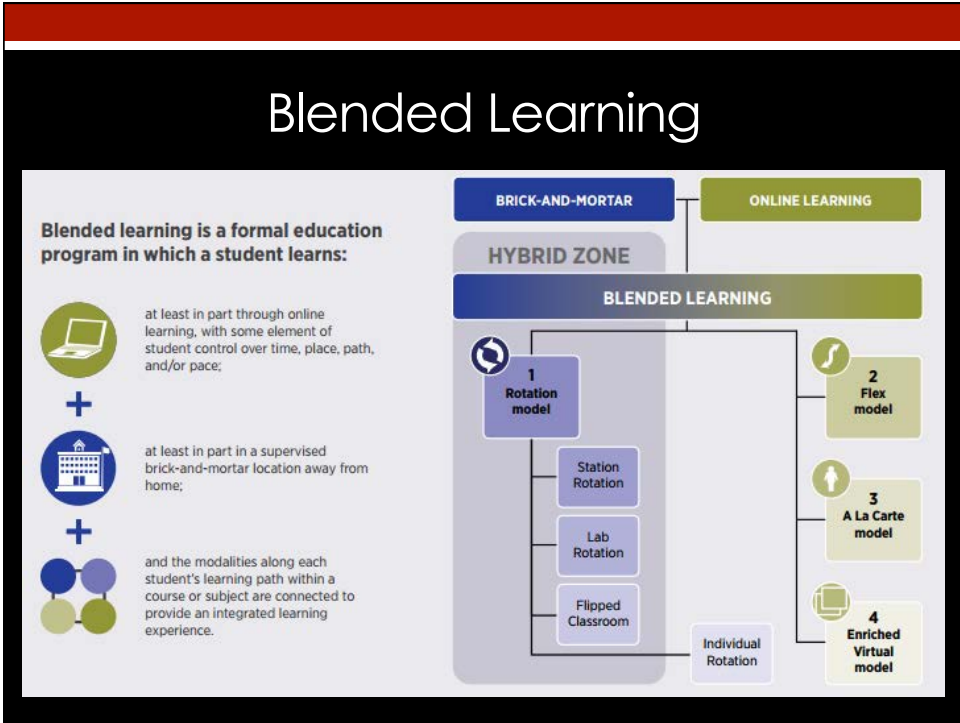 Blended Learning
Blended learning is a formal education
program in which a student learns:
at least in part through online
learning, with some element of
student control over time, place, path,
and/or pace;
+
at least in part in a supervised
brick-and-mortar location away from
home;
+
and the modalities along each
student's learning path within a
course or subject are connected to
provide an integrated learning
experience.
BRICK-AND-MORTAR
ONLINE LEARNING
HYBRID ZONE
BLENDED LEARNING
1
Rotation
model
Station
Rotation
Lab
Rotation
Flipped
Classroom
Individual
Rotation
2
Flex
model
3
A La Carte
model
4
Enriched
Virtual
model